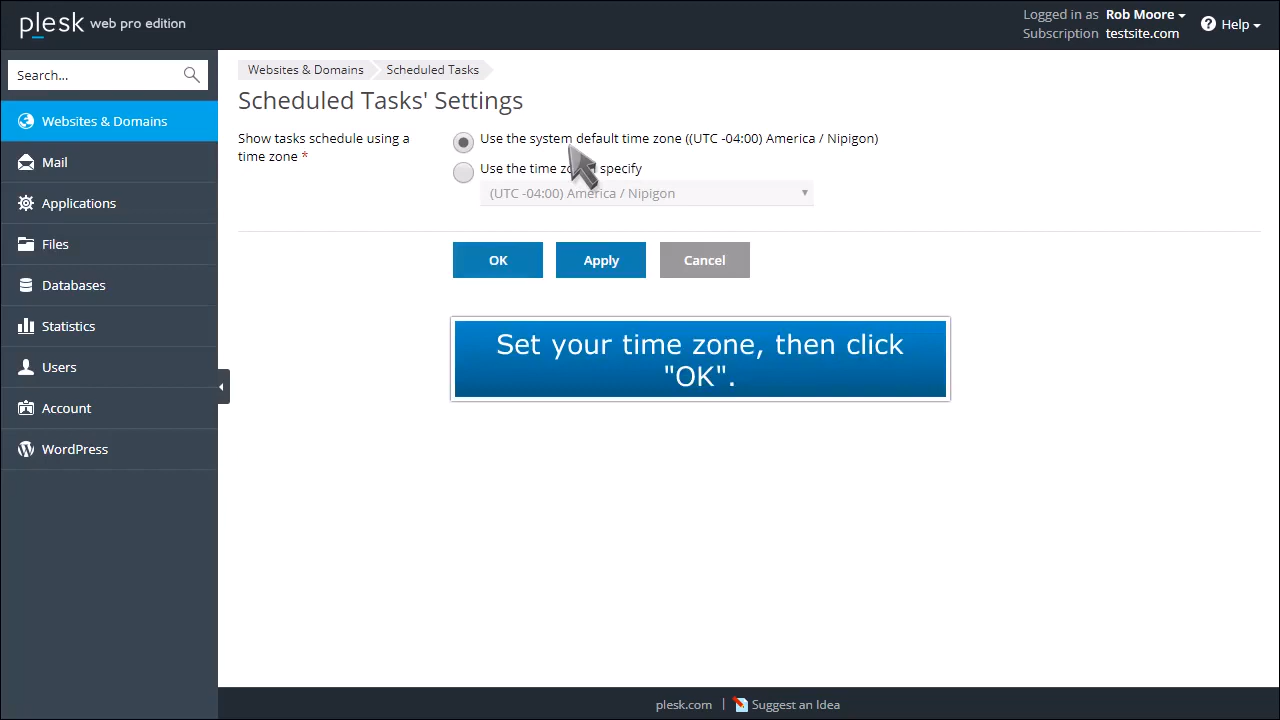 plesk web pro edition
Logged in as Rob Moore
Subscription testsite.com
Help
Search...
Websites & Domains
Mail
Applications
Files
Databases
Statistics
Users
Account
WordPress
Websites & Domains
Scheduled Tasks
Scheduled Tasks' Settings
Show tasks schedule using a
time zone *
Use the system default time zone ((UTC -04:00) America / Nipigon)
Use the time specify
(UTC -04:00) America / Nipigon
OK
Apply
Cancel
Set your time zone, then click
"OK".
plesk.com
Suggest an Idea